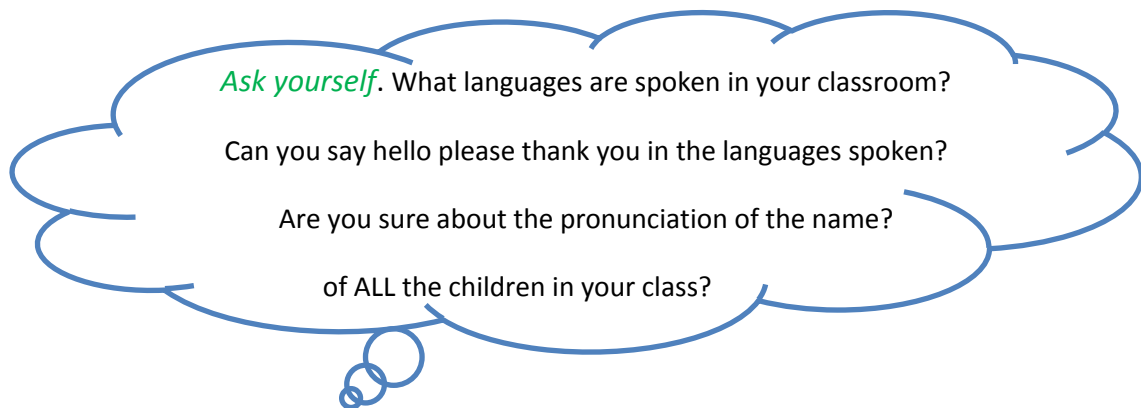 Ask yourself. What languages are spoken in your classroom?
Can you say hello please thank you in the languages spoken?
Are you sure about the pronunciation of the name?
of ALL the children in your class?